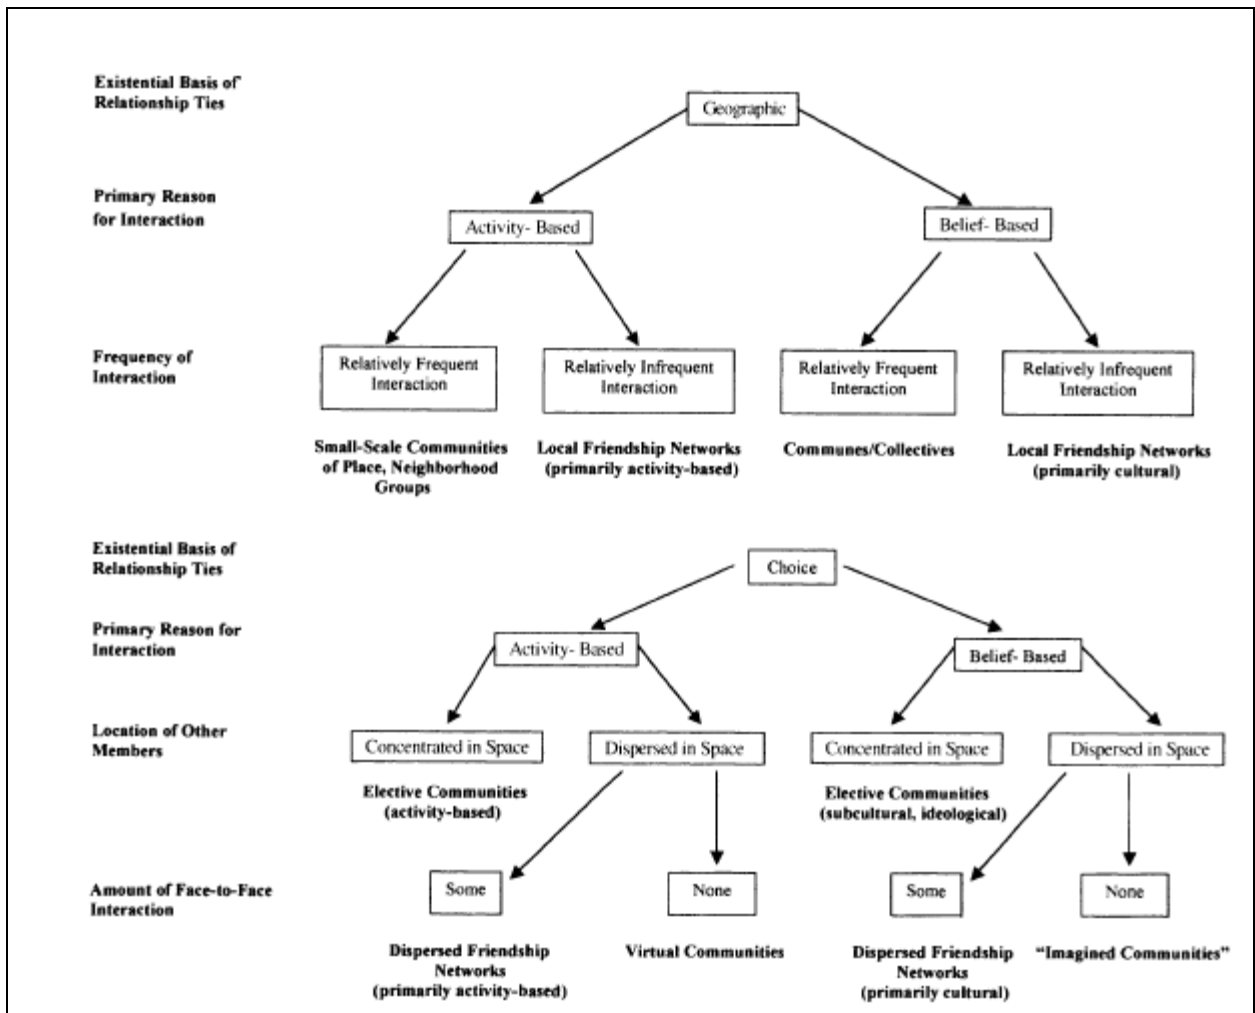 Existential Basis of
Relationship Ties
Geographic
Primary Reason
for Interaction
Activity- Based
Belief- Based
Frequency of
Interaction
Relatively Frequent
Interaction
Relatively Infrequent
Interaction
Relatively Frequent
Interaction
Relatively Infrequent
Interaction
Small-Scale Communities
of Place, Neighborhood
Groups
Local Friendship Networks
(primarily activity-based)
Communes/Collectives
Local Friendship Networks
(primarily cultural)
Existential Basis of
Relationship Ties
Choice
Primary Reason for
Interaction
Activity- Based
Belief- Based
Location of Other
Members
Concentrated in Space
Dispersed in Space
Concentrated in Space
Dispersed in Space
Elective Communities
(activity-based)
Elective Communities
(subcultural, ideological)
Amount of Face-to-Face
Interaction
Some
None
Some
None
Dispersed Friendship
Networks
(primarily activity-based)
Virtual Communities
Dispersed Friendship
Networks
(primarily cultural)
“Imagined Communities”